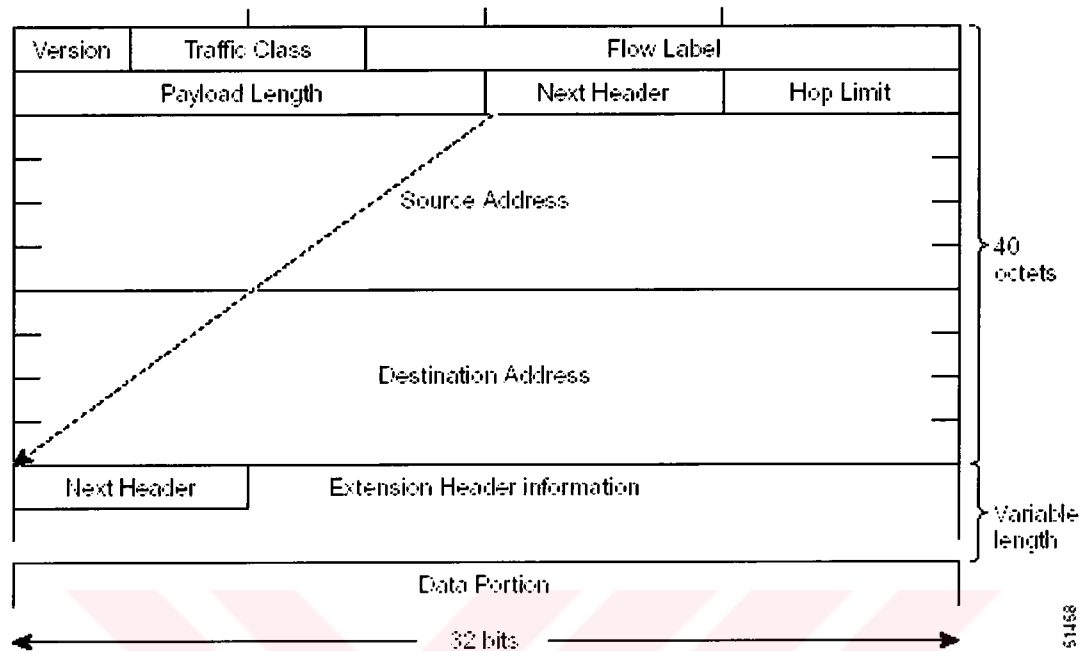 Version Traffic Class Flow Label
Payload Length Next Header Hop Limit
Source Address
40
octets
Destination Address
Next Header Extension Header information
Variable
length
Data Portion
32 bits
51458